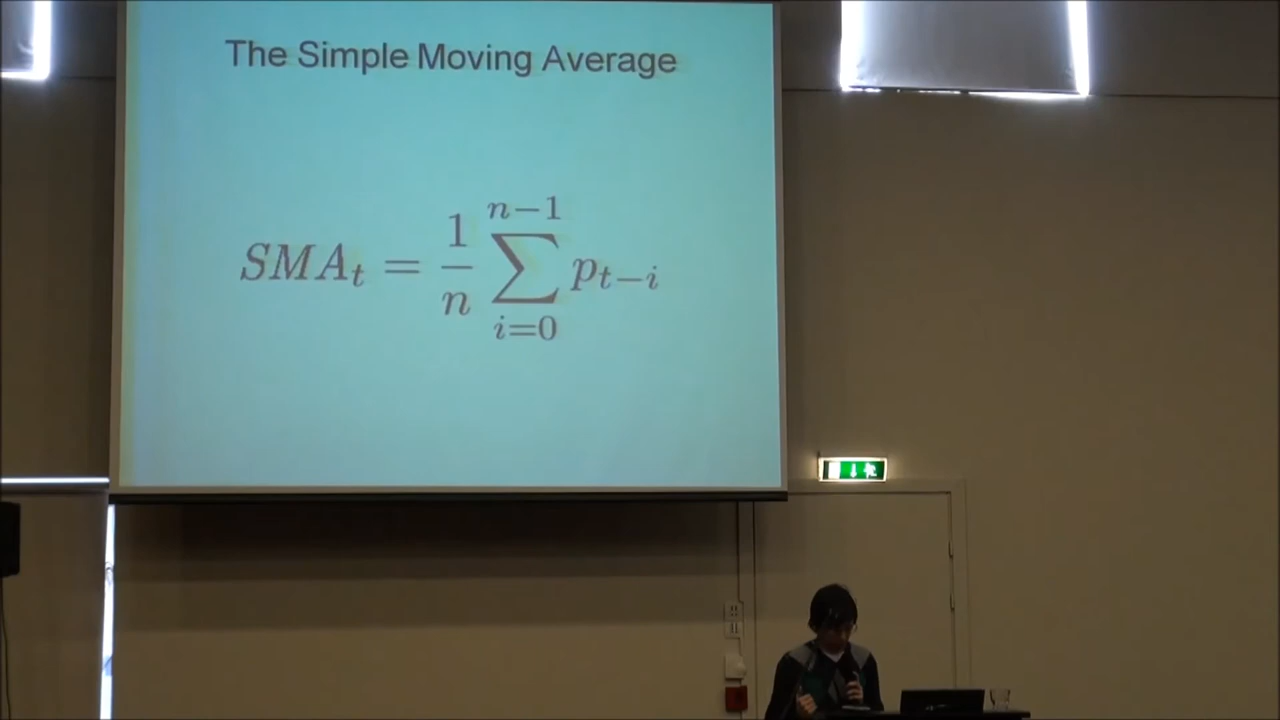 The Simple Moving Average
$SMA_t = \frac{1}{n} \sum_{i=0}^{n-1} p_{t-i}$